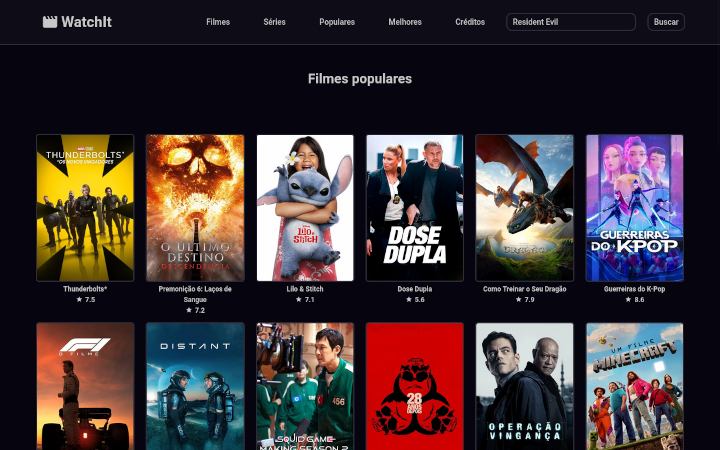 WatchIt
Filmes
Séries
Populares
Melhores
Créditos
Resident Evil
Buscar
Filmes populares
THUNDERBOLTS*
*OS NOVOS VINGADORES
O ÚLTIMO
DESTINO
DESCENDÊNCIA
Lilo &
Stitch
DOSE
DUPLA
GUERREIRAS
DO K-POP
Thunderbolts*
★ 7.5
Premonição 6: Laços de
Sangue
★ 7.2
Lilo & Stitch
★ 7.1
Dose Dupla
★ 5.6
Como Treinar o Seu Dragão
★ 7.9
Guerreiras do K-Pop
★ 8.6
F1
O FILME
DISTANT
456
SQUID GAME
MAKING SEASON 2
28
ANOS
DEPOIS
OPERAÇÃO
VINGANÇA
UM FILME
MINECRAFT